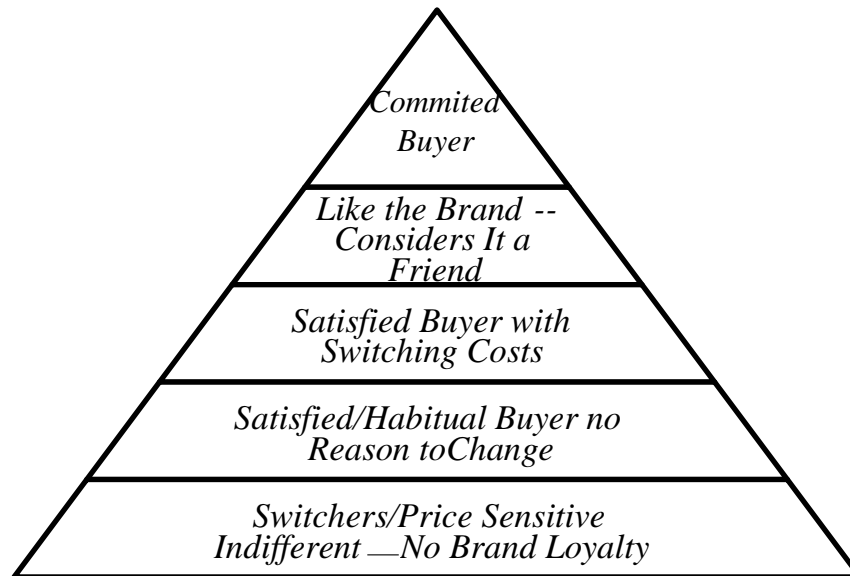 Commited
Buyer
Like the Brand --
Considers It a
Friend
Satisfied Buyer with
Switching Costs
Satisfied/Habitual Buyer no
Reason toChange
Switchers/Price Sensitive
Indifferent —No Brand Loyalty